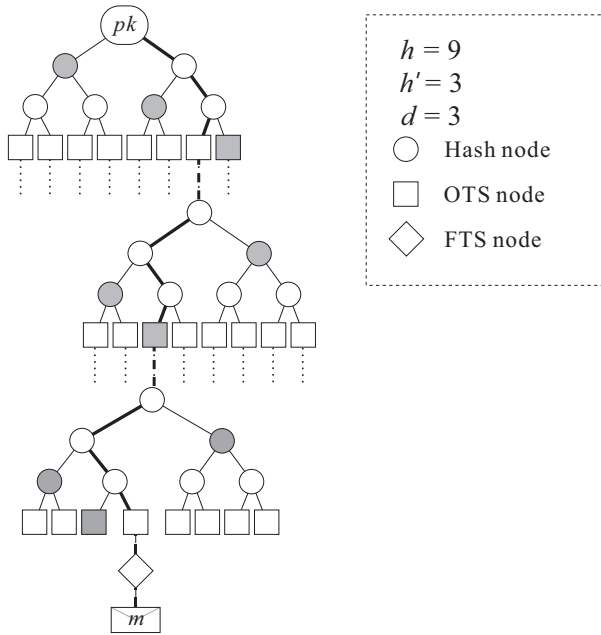 pk
h = 9
h' = 3
d = 3
Hash node
OTS node
FTS node
m